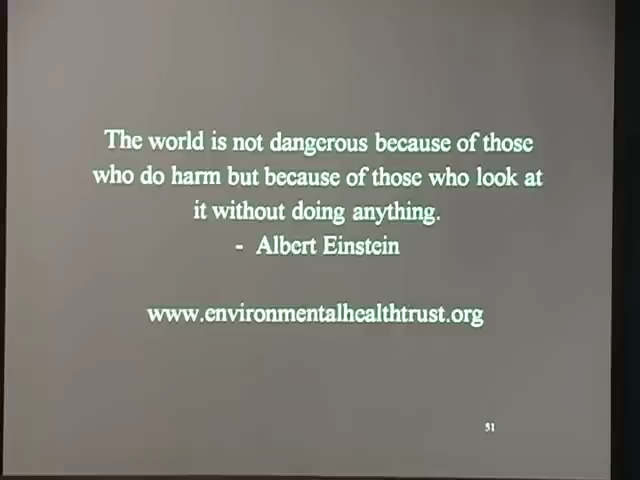 The world is not dangerous because of those
who do harm but because of those who look at
it without doing anything.
- Albert Einstein
www.environmentalhealthtrust.org
51